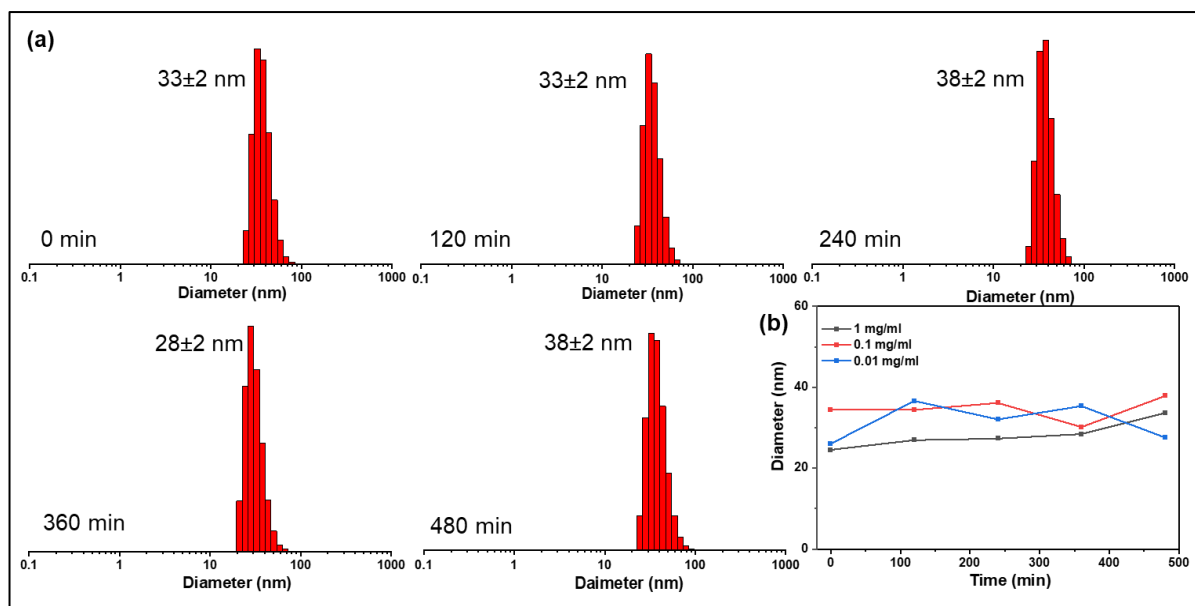 (a)
33±2 nm
0 min
0.1 1 10 100 1000
Diameter (nm)
33±2 nm
120 min
0.1 1 10 100 1000
Diameter (nm)
38±2 nm
240 min
0.1 1 10 100 1000
Diameter (nm)
28±2 nm
360 min
0.1 1 10 100 1000
Diameter (nm)
38±2 nm
480 min
0.1 1 10 100 1000
Daimeter (nm)
(b)
1 mg/ml
0.1 mg/ml
0.01 mg/ml
Diameter (nm)
60
40
20
0
0 100 200 300 400 500
Time (min)